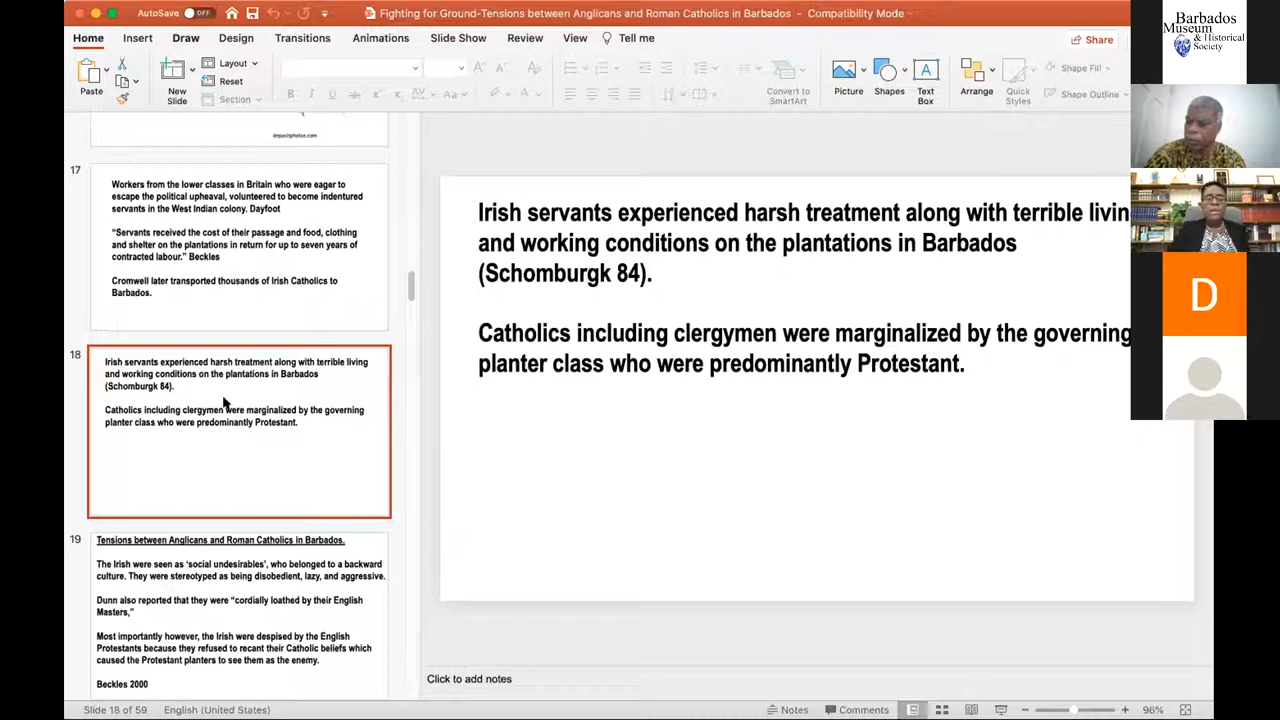 AutoSave OFF
Fighting for Ground-Tensions between Anglicans and Roman Catholics in Barbados - Compatibility Mode
Home Insert Draw Design Transitions Animations Slide Show Review View Tell me
Share
Paste
New Slide
Layout
Reset
Section
B I U
Convert to SmartArt
Picture
Shapes
Text Box
Arrange
Quick Styles
Shape Fill
Shape Outline
Barbados
Museum
& Historical
Society
D
depositphotos.com
17
Workers from the lower classes in Britain who were eager to
escape the political upheaval, volunteered to become indentured
servants in the West Indian colony. Dayfoot
“Servants received the cost of their passage and food, clothing
and shelter on the plantations in return for up to seven years of
contracted labour.” Beckles
Cromwell later transported thousands of Irish Catholics to
Barbados.
18
Irish servants experienced harsh treatment along with terrible living
and working conditions on the plantations in Barbados
(Schomburgk 84).
Catholics including clergymen were marginalized by the governing
planter class who were predominantly Protestant.
19
Tensions between Anglicans and Roman Catholics in Barbados.
The Irish were seen as ‘social undesirables’, who belonged to a backward
culture. They were stereotyped as being disobedient, lazy, and aggressive.
Dunn also reported that they were “cordially loathed by their English
Masters,”
Most importantly however, the Irish were despised by the English
Protestants because they refused to recant their Catholic beliefs which
caused the Protestant planters to see them as the enemy.
Beckles 2000
Irish servants experienced harsh treatment along with terrible livin
and working conditions on the plantations in Barbados
(Schomburgk 84).
Catholics including clergymen were marginalized by the governing
planter class who were predominantly Protestant.
Click to add notes
Slide 18 of 59 English (United States)
Notes Comments 96%